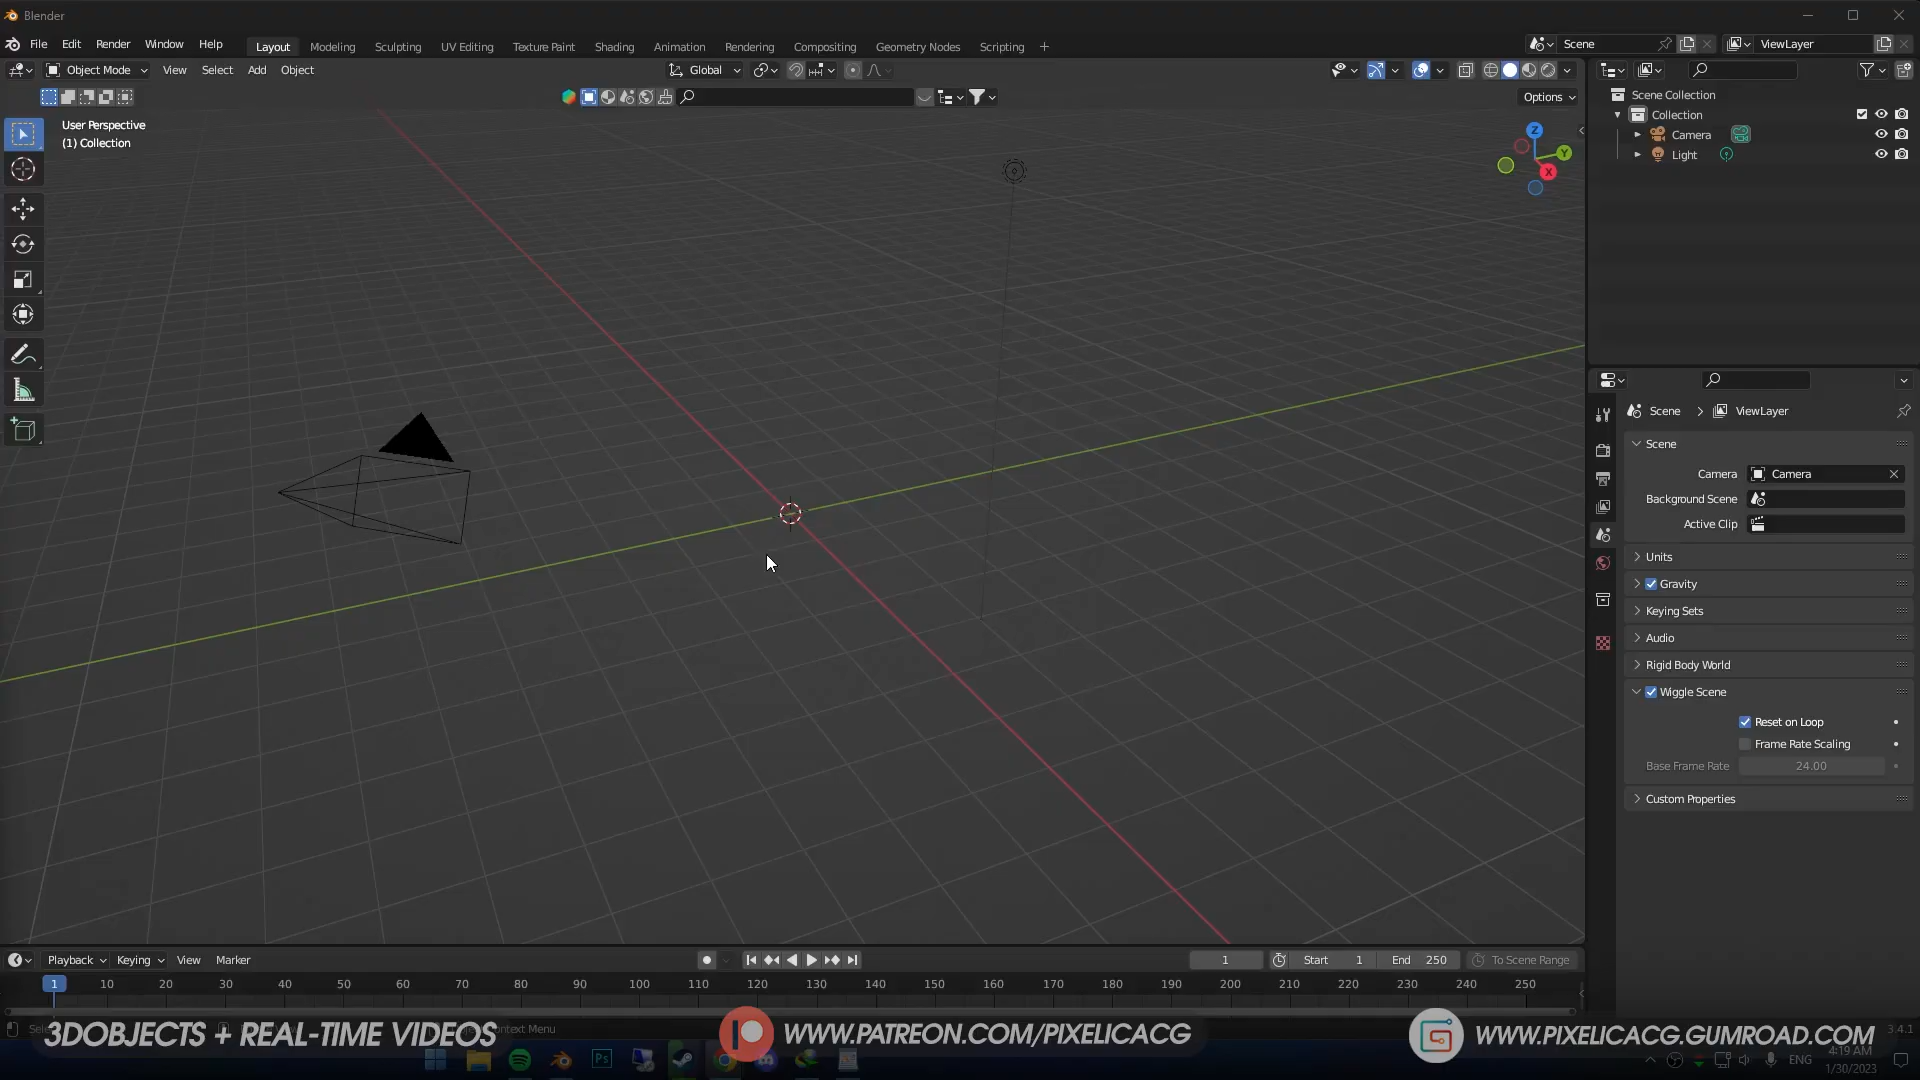 Blender
File Edit Render Window Help Layout Modeling Sculpting UV Editing Texture Paint Shading Animation Rendering Compositing Geometry Nodes Scripting + Scene ViewLayer
Object Mode View Select Add Object Global
Options
User Perspective
(1) Collection
Z
Y
X
Scene Collection
Collection
Camera
Light
Scene > ViewLayer
Scene
Camera Camera
Background Scene
Active Clip
Units
Gravity
Keying Sets
Audio
Rigid Body World
Wiggle Scene
Reset on Loop
Frame Rate Scaling
Base Frame Rate 24.00
Custom Properties
Playback Keying View Marker 1 Start 1 End 250 To Scene Range
1 10 20 30 40 50 60 70 80 90 100 110 120 130 140 150 160 170 180 190 200 210 220 230 240 250
Context Menu
3.4.1
3DOBJECTS + REAL-TIME VIDEOS
WWW.PATREON.COM/PIXELICACG
WWW.PIXELICACG.GUMROAD.COM
Ps
ENG
4:19 AM
1/30/2023